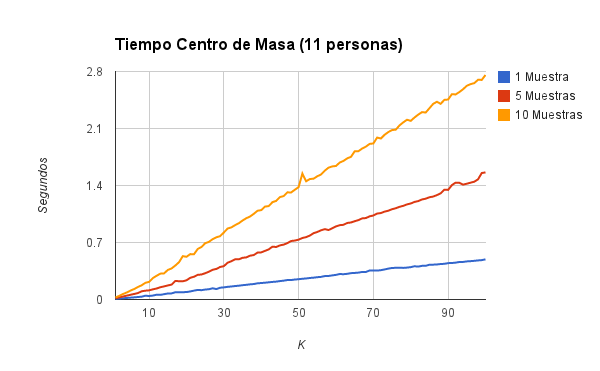 Tiempo Centro de Masa (11 personas)
2.8
2.1
1.4
0.7
0
Segundos
10
30
50
70
90
K
1 Muestra
5 Muestras
10 Muestras